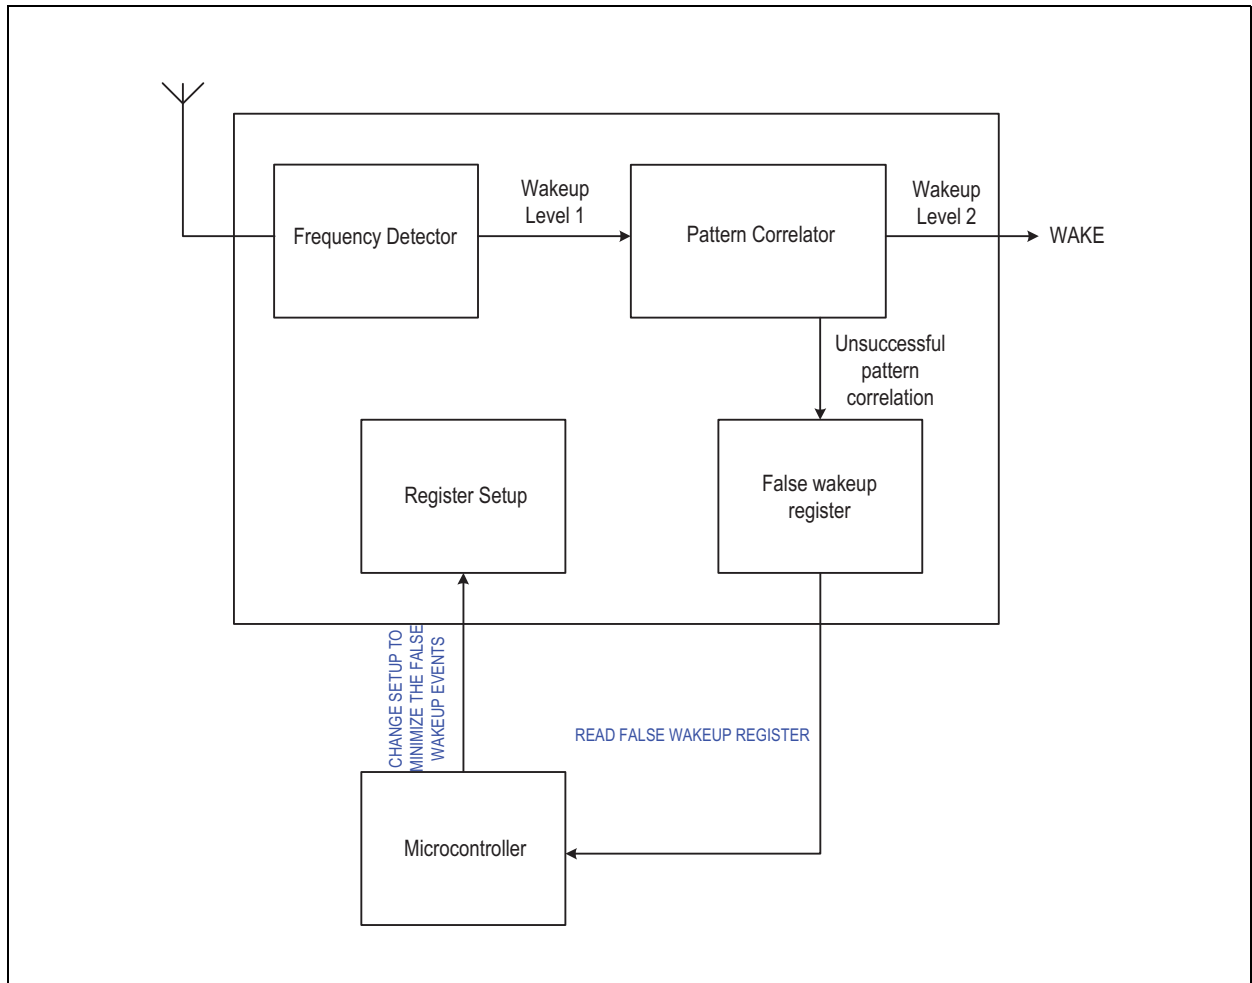 Wakeup
Level 1
Wakeup
Level 2
Frequency Detector
Pattern Correlator
WAKE
Unsuccessful
pattern
correlation
Register Setup
False wakeup
register
CHANGE SETUP TO
MINIMIZE THE FALSE
WAKEUP EVENTS
READ FALSE WAKEUP REGISTER
Microcontroller